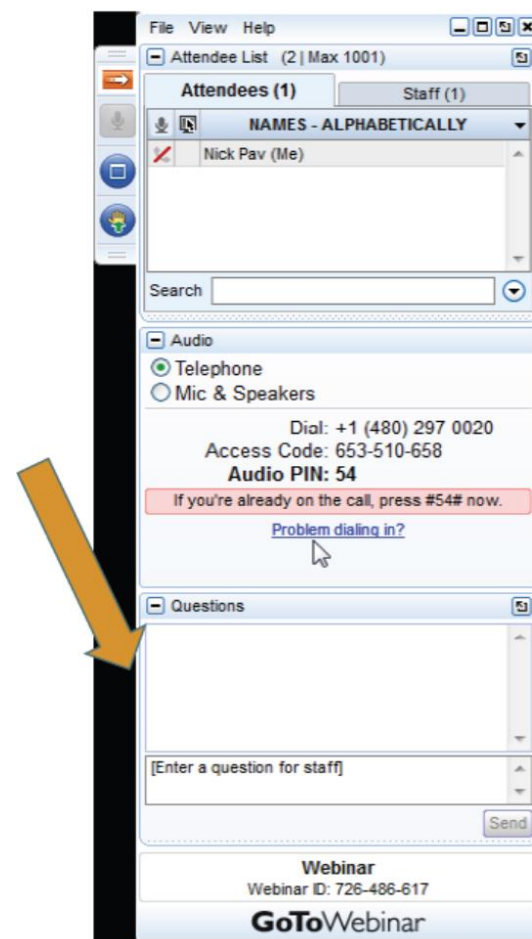 File View Help
Attendee List (2 | Max 1001)
Attendees (1) Staff (1)
NAMES - ALPHABETICALLY
Nick Pav (Me)
Search
Audio
Telephone
Mic & Speakers
Dial: +1 (480) 297 0020
Access Code: 653-510-658
Audio PIN: 54
If you're already on the call, press #54# now.
Problem dialing in?
Questions
[Enter a question for staff]
Send
Webinar
Webinar ID: 726-486-617
GoToWebinar